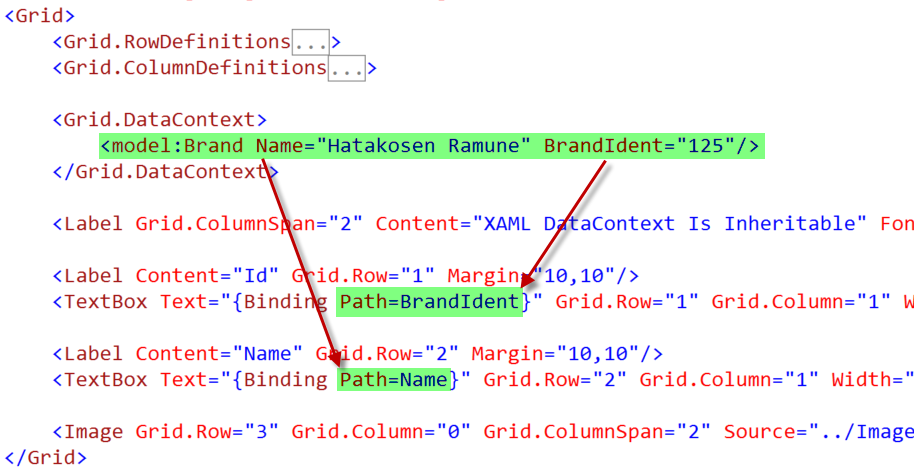 <Grid>
<Grid.RowDefinitions...>
<Grid.ColumnDefinitions...>
<Grid.DataContext>
<model:Brand Name="Hatakosen Ramune" BrandIdent="125"/>
</Grid.DataContext>
<Label Grid.ColumnSpan="2" Content="XAML DataContext Is Inheritable" Fon
<Label Content="Id" Grid.Row="1" Margin="10,10"/>
<TextBox Text="{Binding Path=BrandIdent}" Grid.Row="1" Grid.Column="1" W
<Label Content="Name" Grid.Row="2" Margin="10,10"/>
<TextBox Text="{Binding Path=Name}" Grid.Row="2" Grid.Column="1" Width="
<Image Grid.Row="3" Grid.Column="0" Grid.ColumnSpan="2" Source="../Image
</Grid>